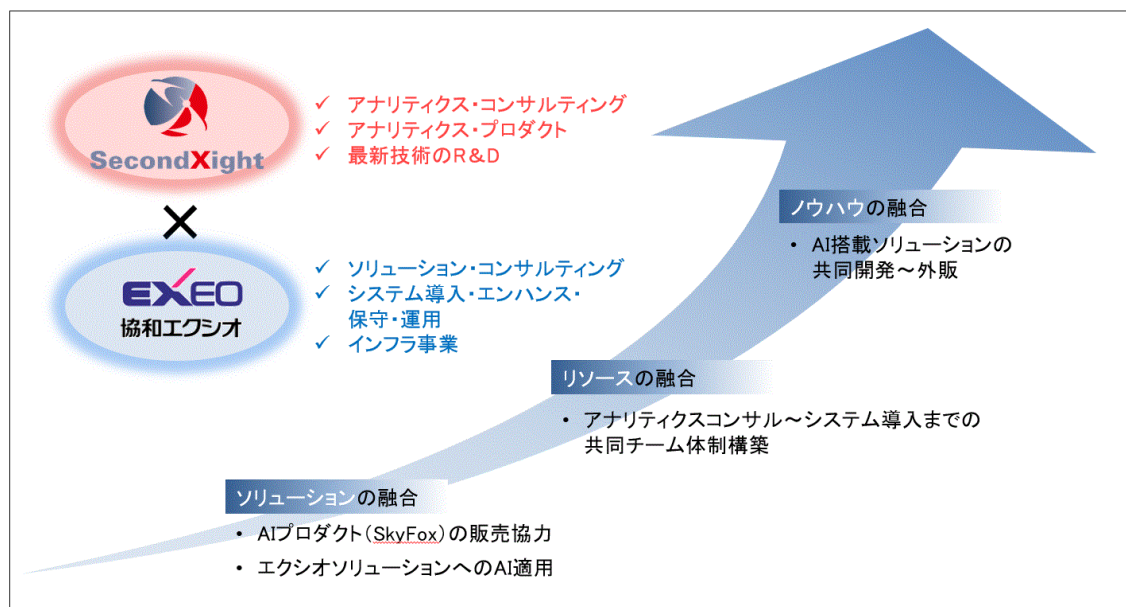 SecondXight
✓ アナリティクス・コンサルティング
✓ アナリティクス・プロダクト
✓ 最新技術のR&D
×
EXEO
協和エクシオ
✓ ソリューション・コンサルティング
✓ システム導入・エンハンス・
保守・運用
✓ インフラ事業
ノウハウの融合
• AI搭載ソリューションの
共同開発～外販
リソースの融合
• アナリティクスコンサル～システム導入までの
共同チーム体制構築
ソリューションの融合
• AIプロダクト(SkyFox)の販売協力
• エクシオソリューションへのAI適用